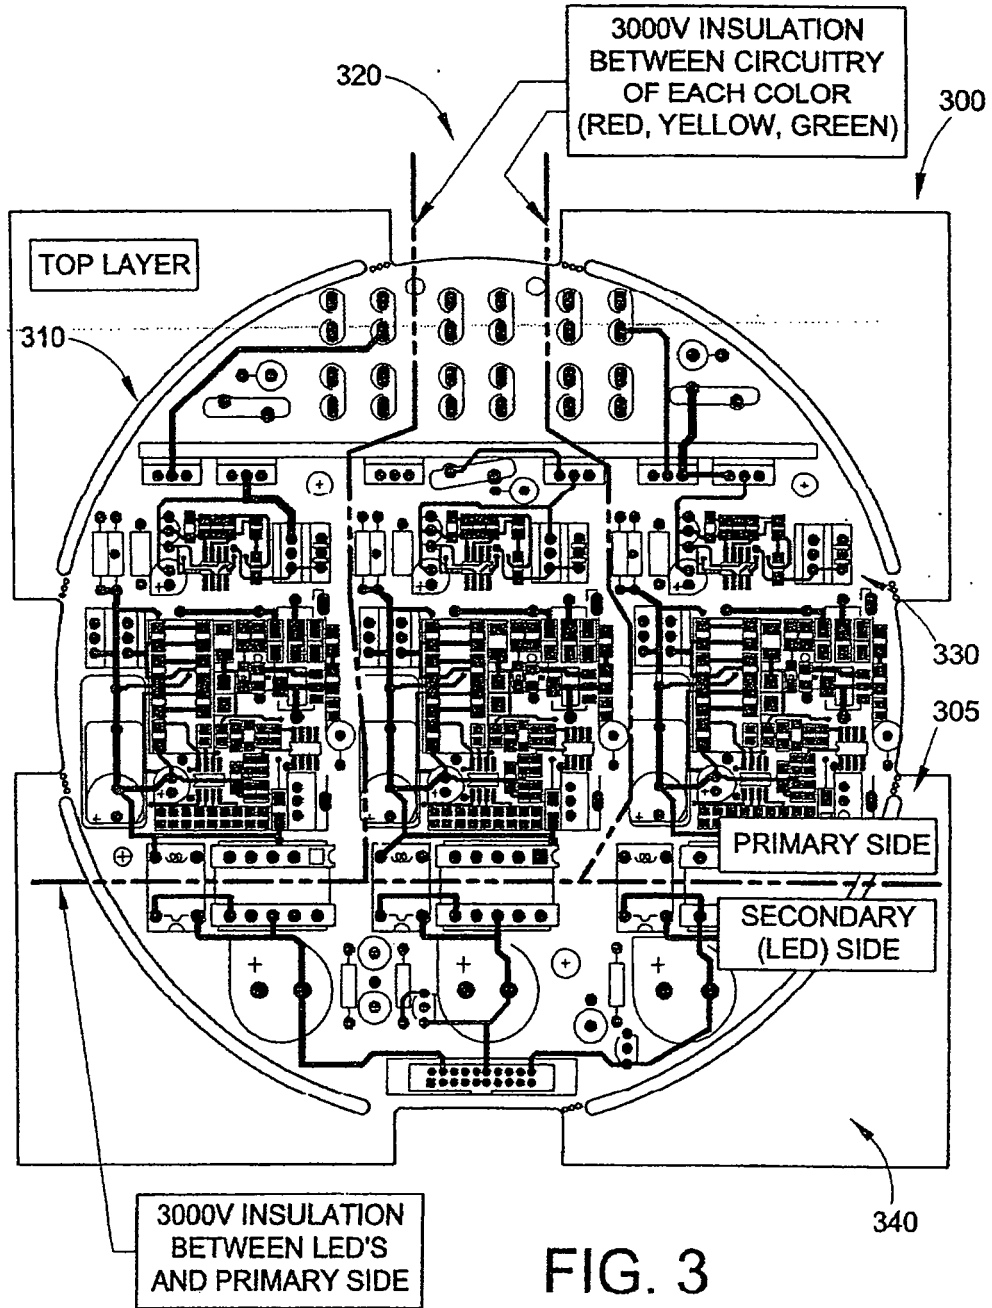 3000V INSULATION
BETWEEN CIRCUITRY
OF EACH COLOR
(RED, YELLOW, GREEN)
320
300
TOP LAYER
310
330
305
PRIMARY SIDE
SECONDARY
(LED) SIDE
340
3000V INSULATION
BETWEEN LED'S
AND PRIMARY SIDE
FIG. 3